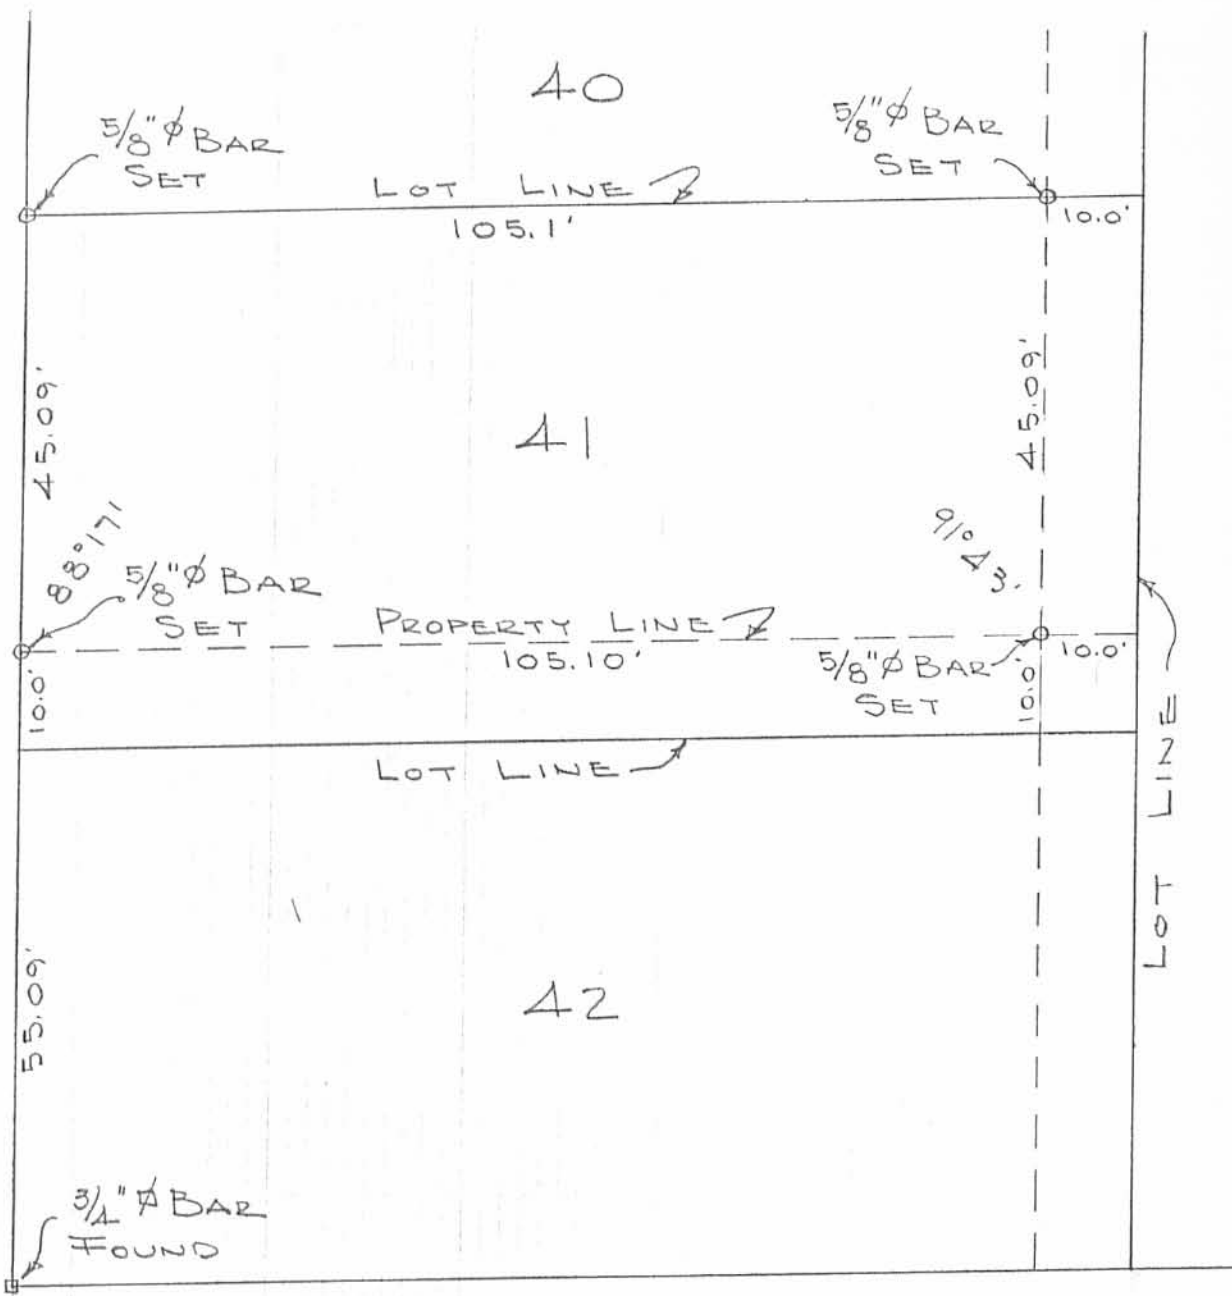 40
5/8"Ø BAR
SET
5/8"Ø BAR
SET
LOT LINE
105.1'
10.0'
45.09'
45.09'
41
88°17'
91°43'
5/8"Ø BAR
SET
PROPERTY LINE
105.10'
5/8"Ø BAR
SET
10.0'
10.0'
10.0'
LOT LINE
LOT LINE
55.09'
42
3/4"Ø BAR
FOUND